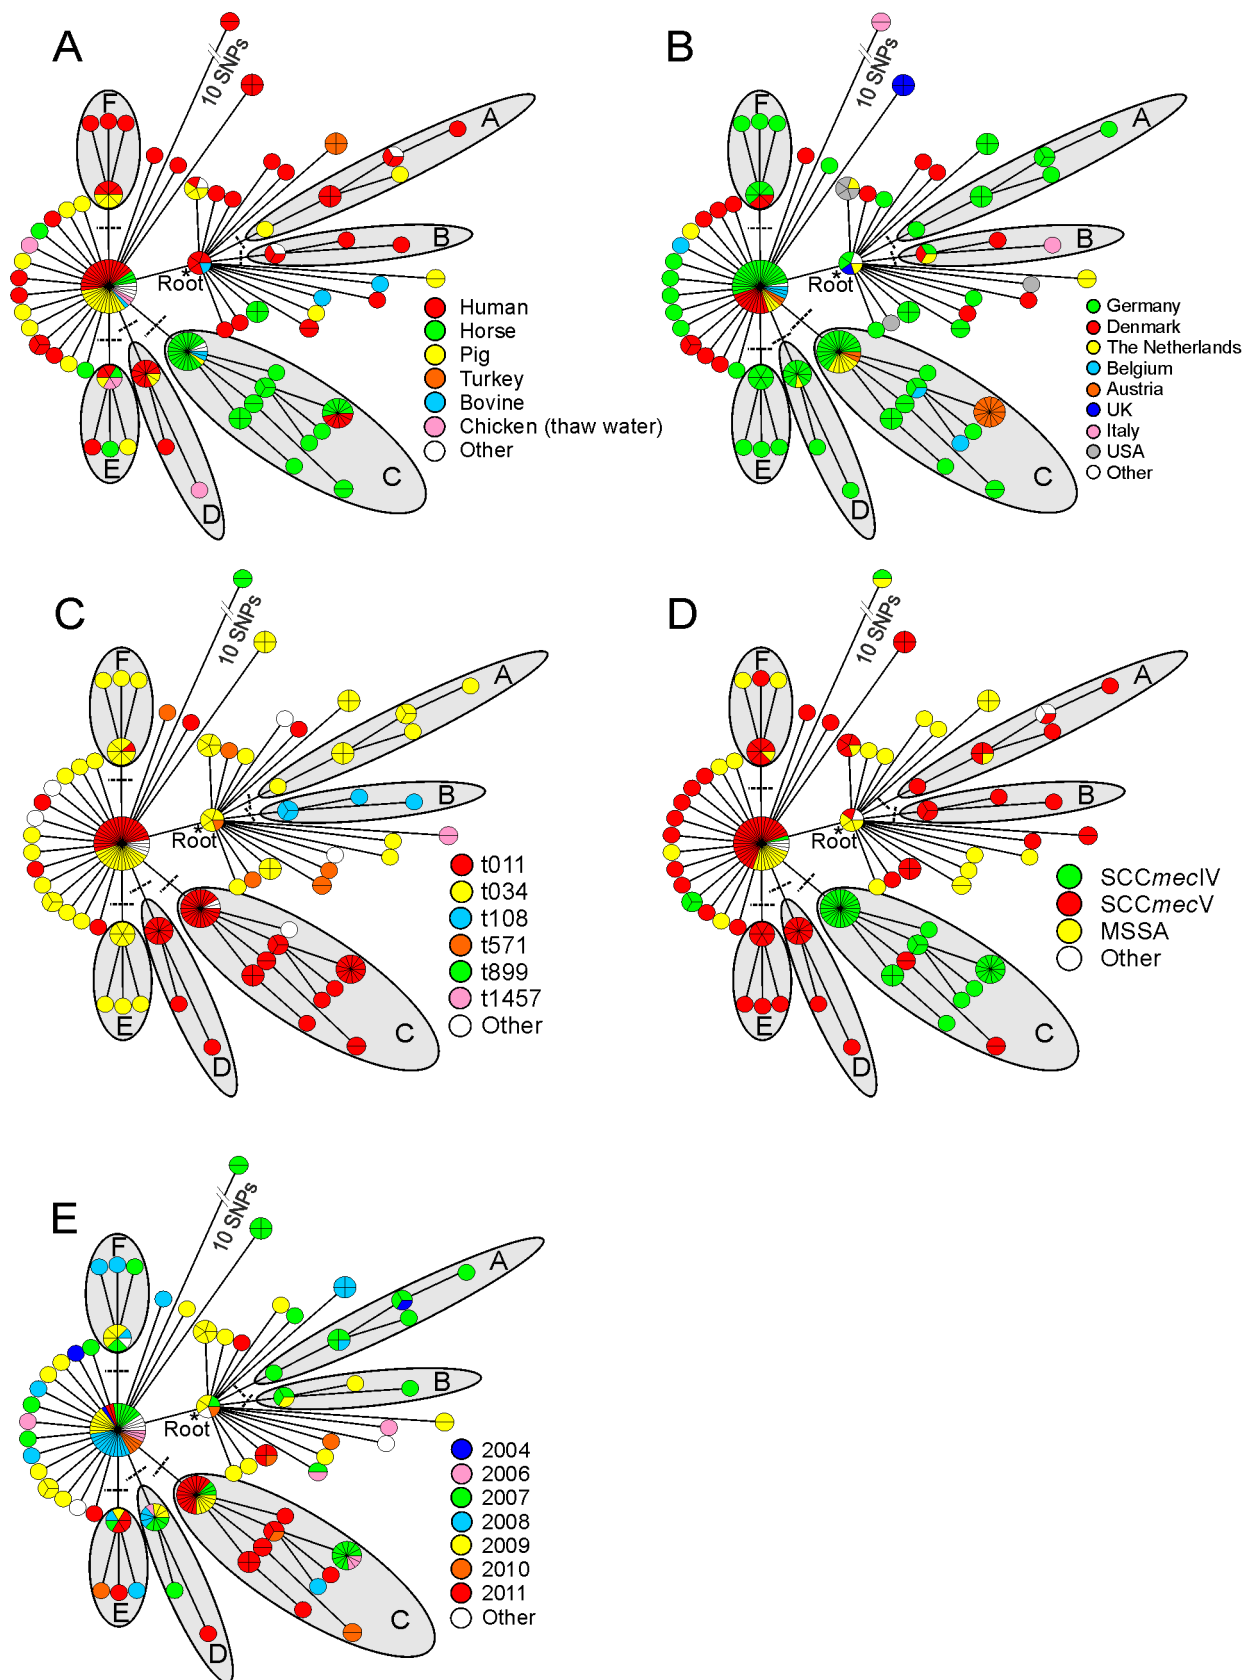 A
10 SNPs
F
A
B
Root
*
C
D
E
Human
Horse
Pig
Turkey
Bovine
Chicken (thaw water)
Other
B
10 SNPs
F
A
B
Root
*
C
D
E
Germany
Denmark
The Netherlands
Belgium
Austria
UK
Italy
USA
Other
C
10 SNPs
F
A
B
Root
*
C
D
E
t011
t034
t108
t571
t899
t1457
Other
D
10 SNPs
F
A
B
Root
*
C
D
E
SCCmecIV
SCCmecV
MSSA
Other
E
10 SNPs
F
A
B
Root
*
C
D
E
2004
2006
2007
2008
2009
2010
2011
Other